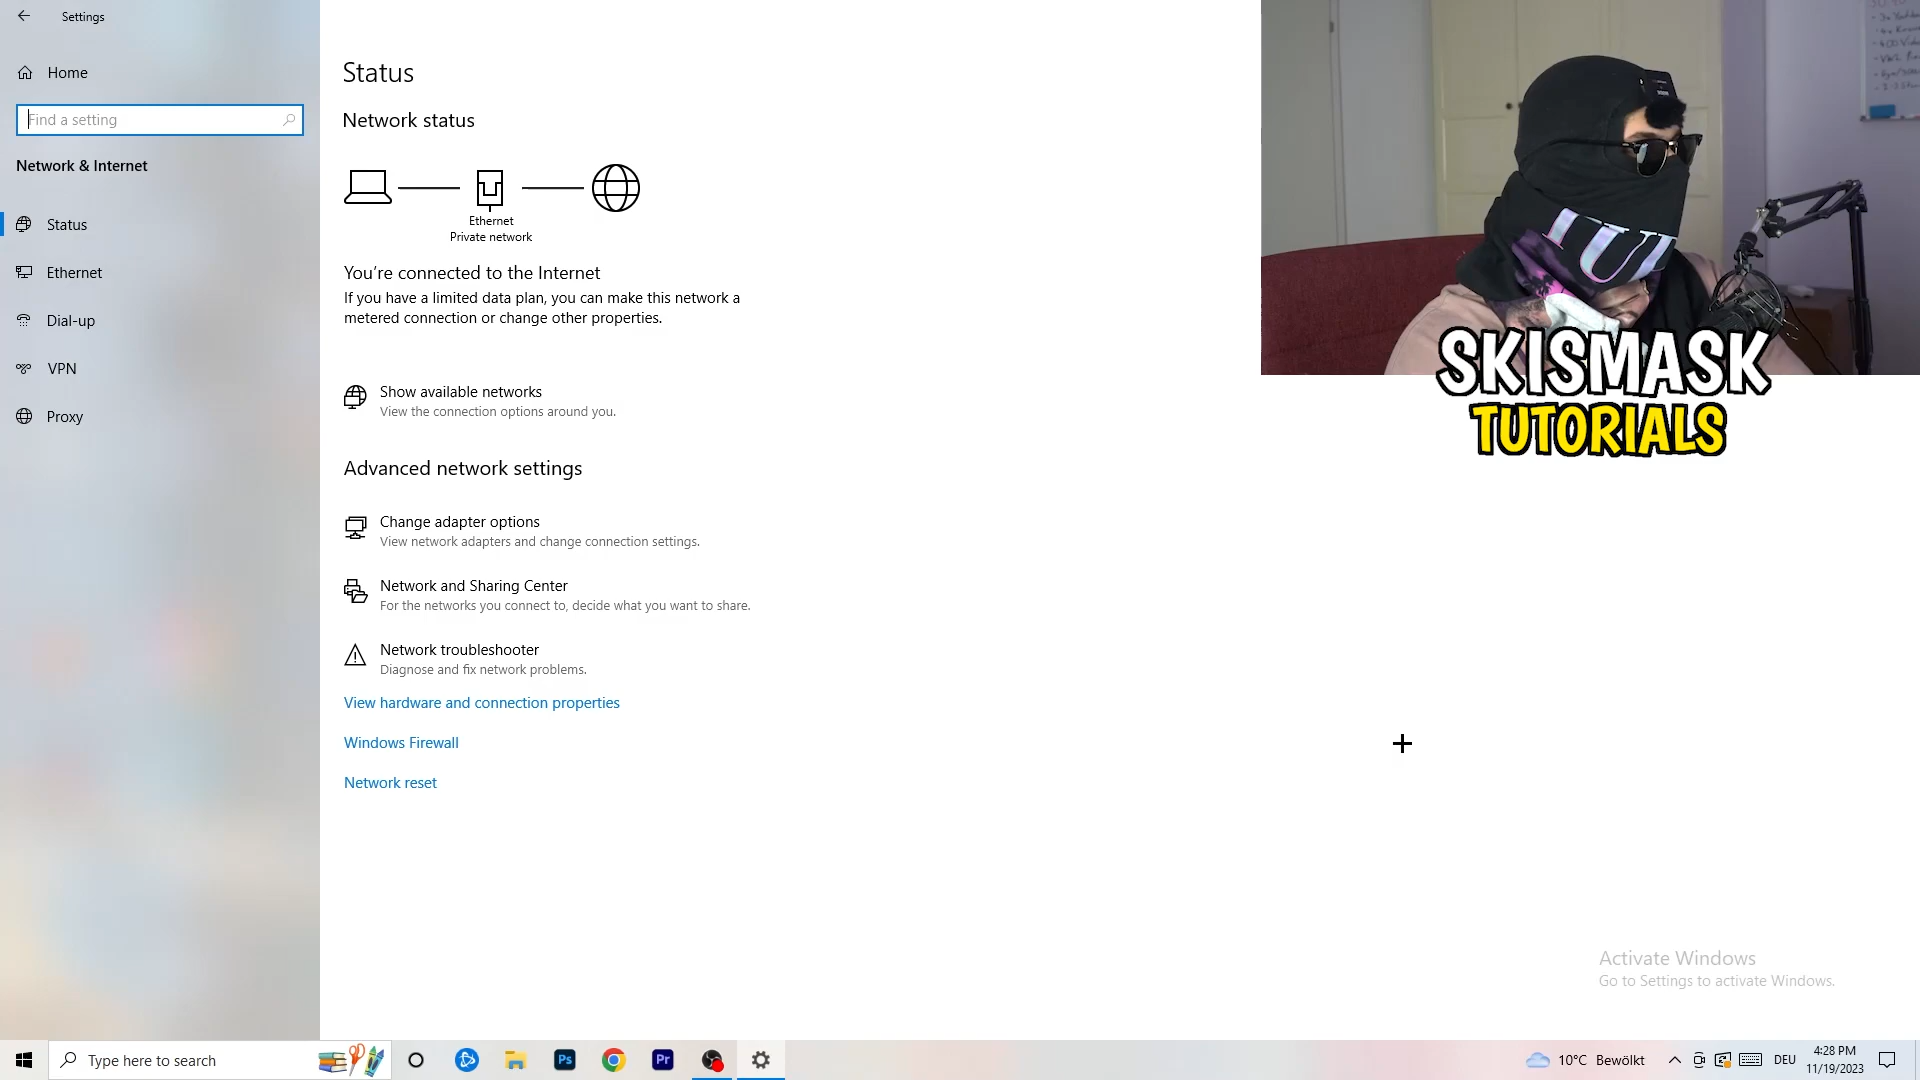 Settings
Home
Find a setting
Network & Internet
Status
Ethernet
Dial-up
VPN
Proxy
Status
Network status
Ethernet
Private network
You're connected to the Internet
If you have a limited data plan, you can make this network a
metered connection or change other properties.
Show available networks
View the connection options around you.
Advanced network settings
Change adapter options
View network adapters and change connection settings.
Network and Sharing Center
For the networks you connect to, decide what you want to share.
Network troubleshooter
Diagnose and fix network problems.
View hardware and connection properties
Windows Firewall
Network reset
SKISMASK
TUTORIALS
Activate Windows
Go to Settings to activate Windows.
Type here to search
Ps
Pr
10°C Bewölkt
DEU
4:28 PM
11/19/2023